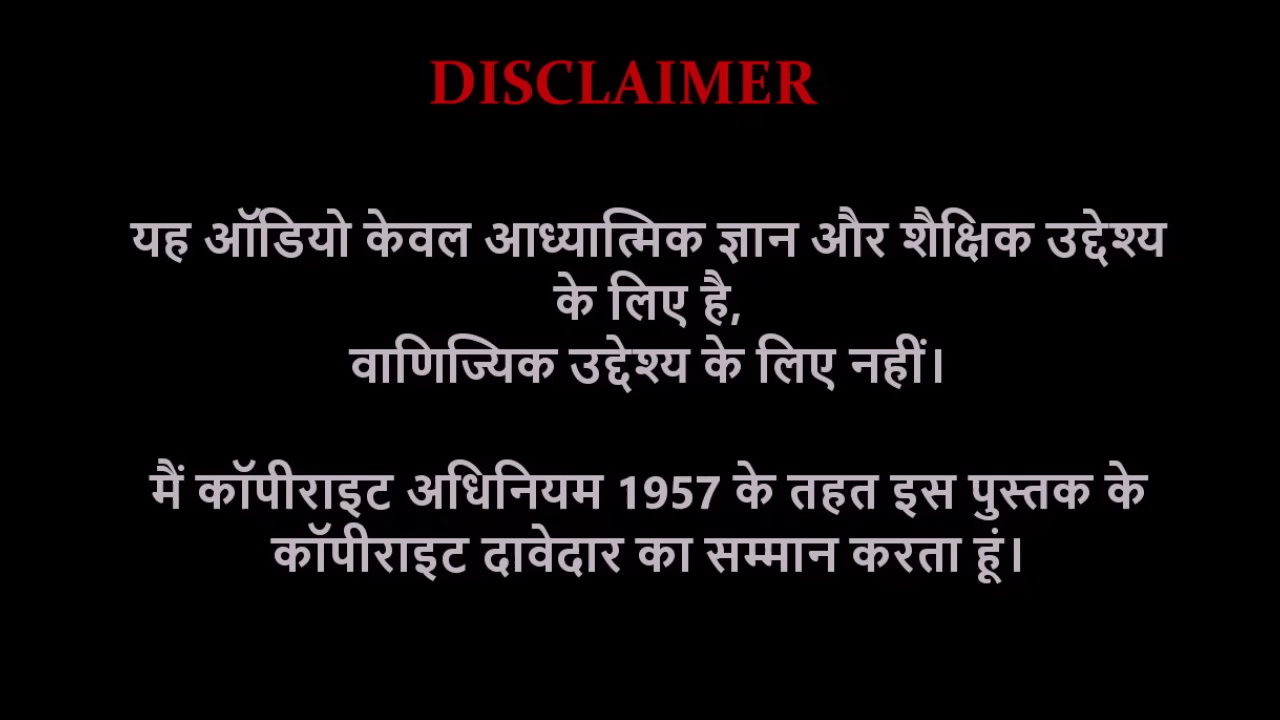 DISCLAIMER
यह ऑडियो केवल आध्यात्मिक ज्ञान और शैक्षिक उद्देश्य
के लिए है,
वाणिज्यिक उद्देश्य के लिए नहीं।
मैं कॉपीराइट अधिनियम 1957 के तहत इस पुस्तक के
कॉपीराइट दावेदार का सम्मान करता हूं।